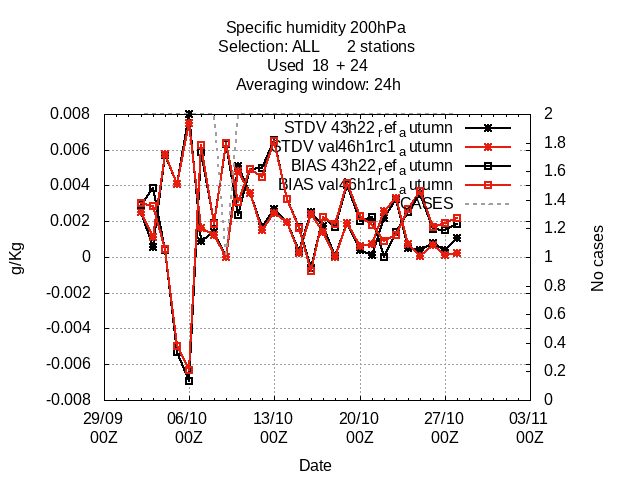 Specific humidity 200hPa
Selection: ALL 2 stations
Used 18 + 24
Averaging window: 24h
STDV 43h22_ref_autumn
STDV val46h1rc1_autumn
BIAS 43h22_ref_autumn
BIAS val46h1rc1_autumn
CASES
0.008
0.006
0.004
0.002
0
-0.002
-0.004
-0.006
-0.008
g/Kg
2
1.8
1.6
1.4
1.2
1
0.8
0.6
0.4
0.2
0
No cases
29/09 06/10 13/10 20/10 27/10 03/11
00Z 00Z 00Z 00Z 00Z 00Z
Date